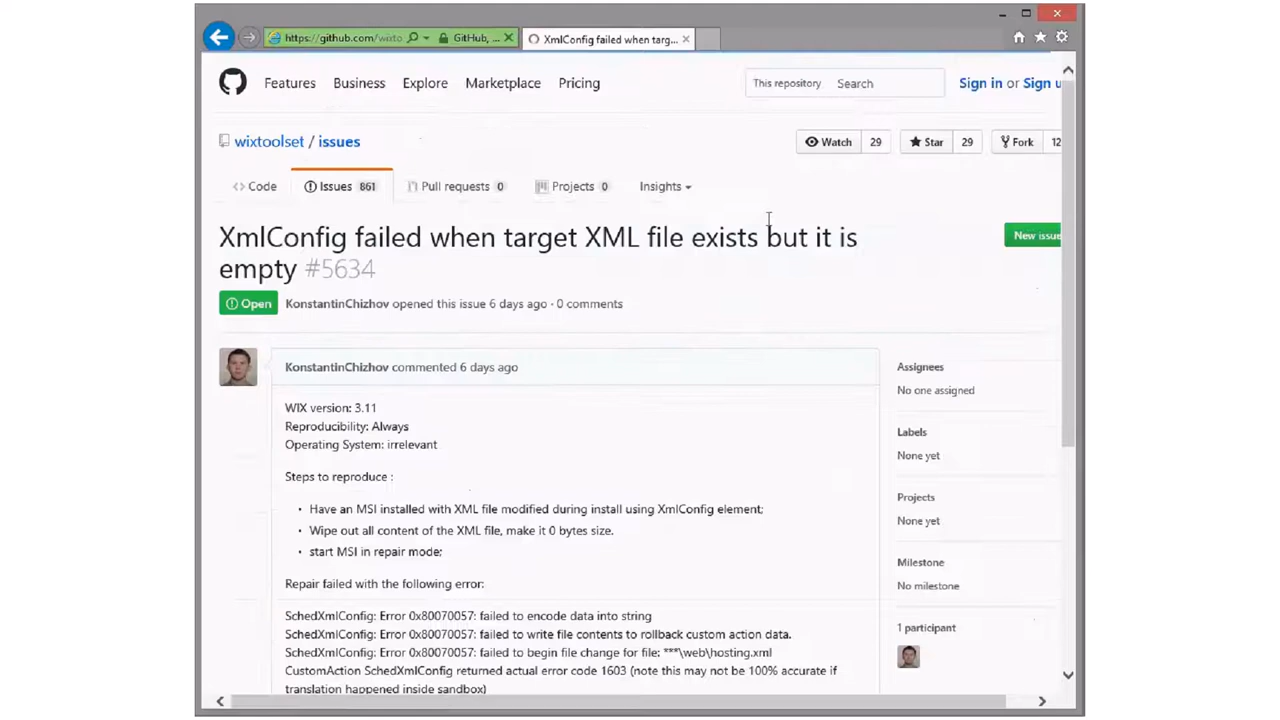 https://github.com/wixto
GitHub, ...
XmlConfig failed when targ...
Features Business Explore Marketplace Pricing
This repository Search
Sign in or Sign u
wixtoolset / issues
Watch 29 Star 29 Fork 12
Code Issues 861 Pull requests 0 Projects 0 Insights
XmlConfig failed when target XML file exists but it is
empty #5634
New issue
Open KonstantinChizhov opened this issue 6 days ago · 0 comments
KonstantinChizhov commented 6 days ago
WIX version: 3.11
Reproducibility: Always
Operating System: irrelevant
Steps to reproduce :
• Have an MSI installed with XML file modified during install using XmlConfig element;
• Wipe out all content of the XML file, make it 0 bytes size.
• start MSI in repair mode;
Repair failed with the following error:
SchedXmlConfig: Error 0x80070057: failed to encode data into string
SchedXmlConfig: Error 0x80070057: failed to write file contents to rollback custom action data.
SchedXmlConfig: Error 0x80070057: failed to begin file change for file: ***\web\hosting.xml
CustomAction SchedXmlConfig returned actual error code 1603 (note this may not be 100% accurate if
translation happened inside sandbox)
Assignees
No one assigned
Labels
None yet
Projects
None yet
Milestone
No milestone
1 participant